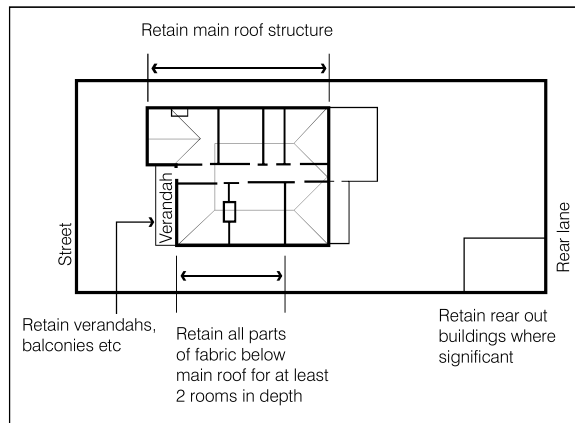 Retain main roof structure
Verandah
Street
Rear lane
Retain verandahs,
balconies etc
Retain all parts
of fabric below
main roof for at least
2 rooms in depth
Retain rear out
buildings where
significant